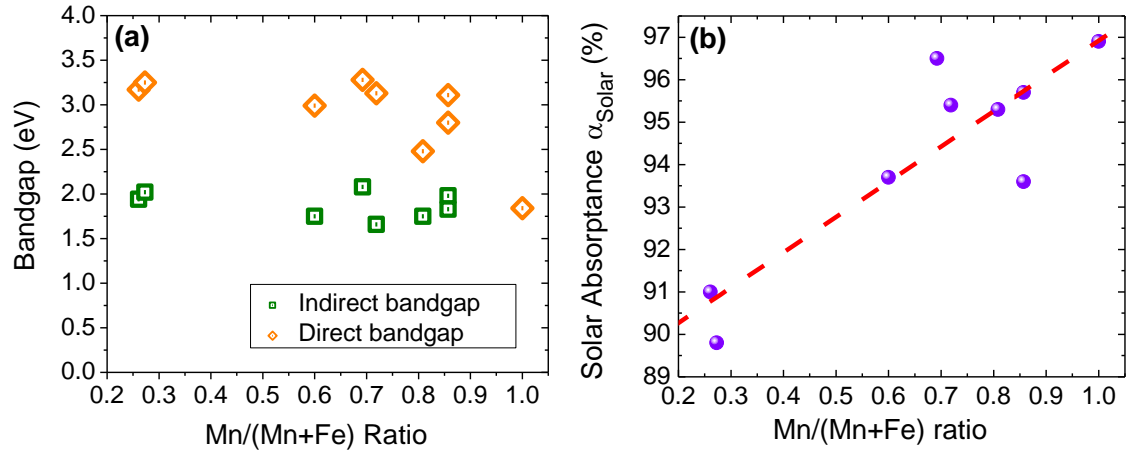 (a)
Bandgap (eV)
4.0
3.5
3.0
2.5
2.0
1.5
1.0
0.5
0.0
Indirect bandgap
Direct bandgap
0.2 0.3 0.4 0.5 0.6 0.7 0.8 0.9 1.0
Mn/(Mn+Fe) Ratio
(b)
Solar Absorptance αSolar (%)
97
96
95
94
93
92
91
90
89
0.2 0.3 0.4 0.5 0.6 0.7 0.8 0.9 1.0
Mn/(Mn+Fe) ratio